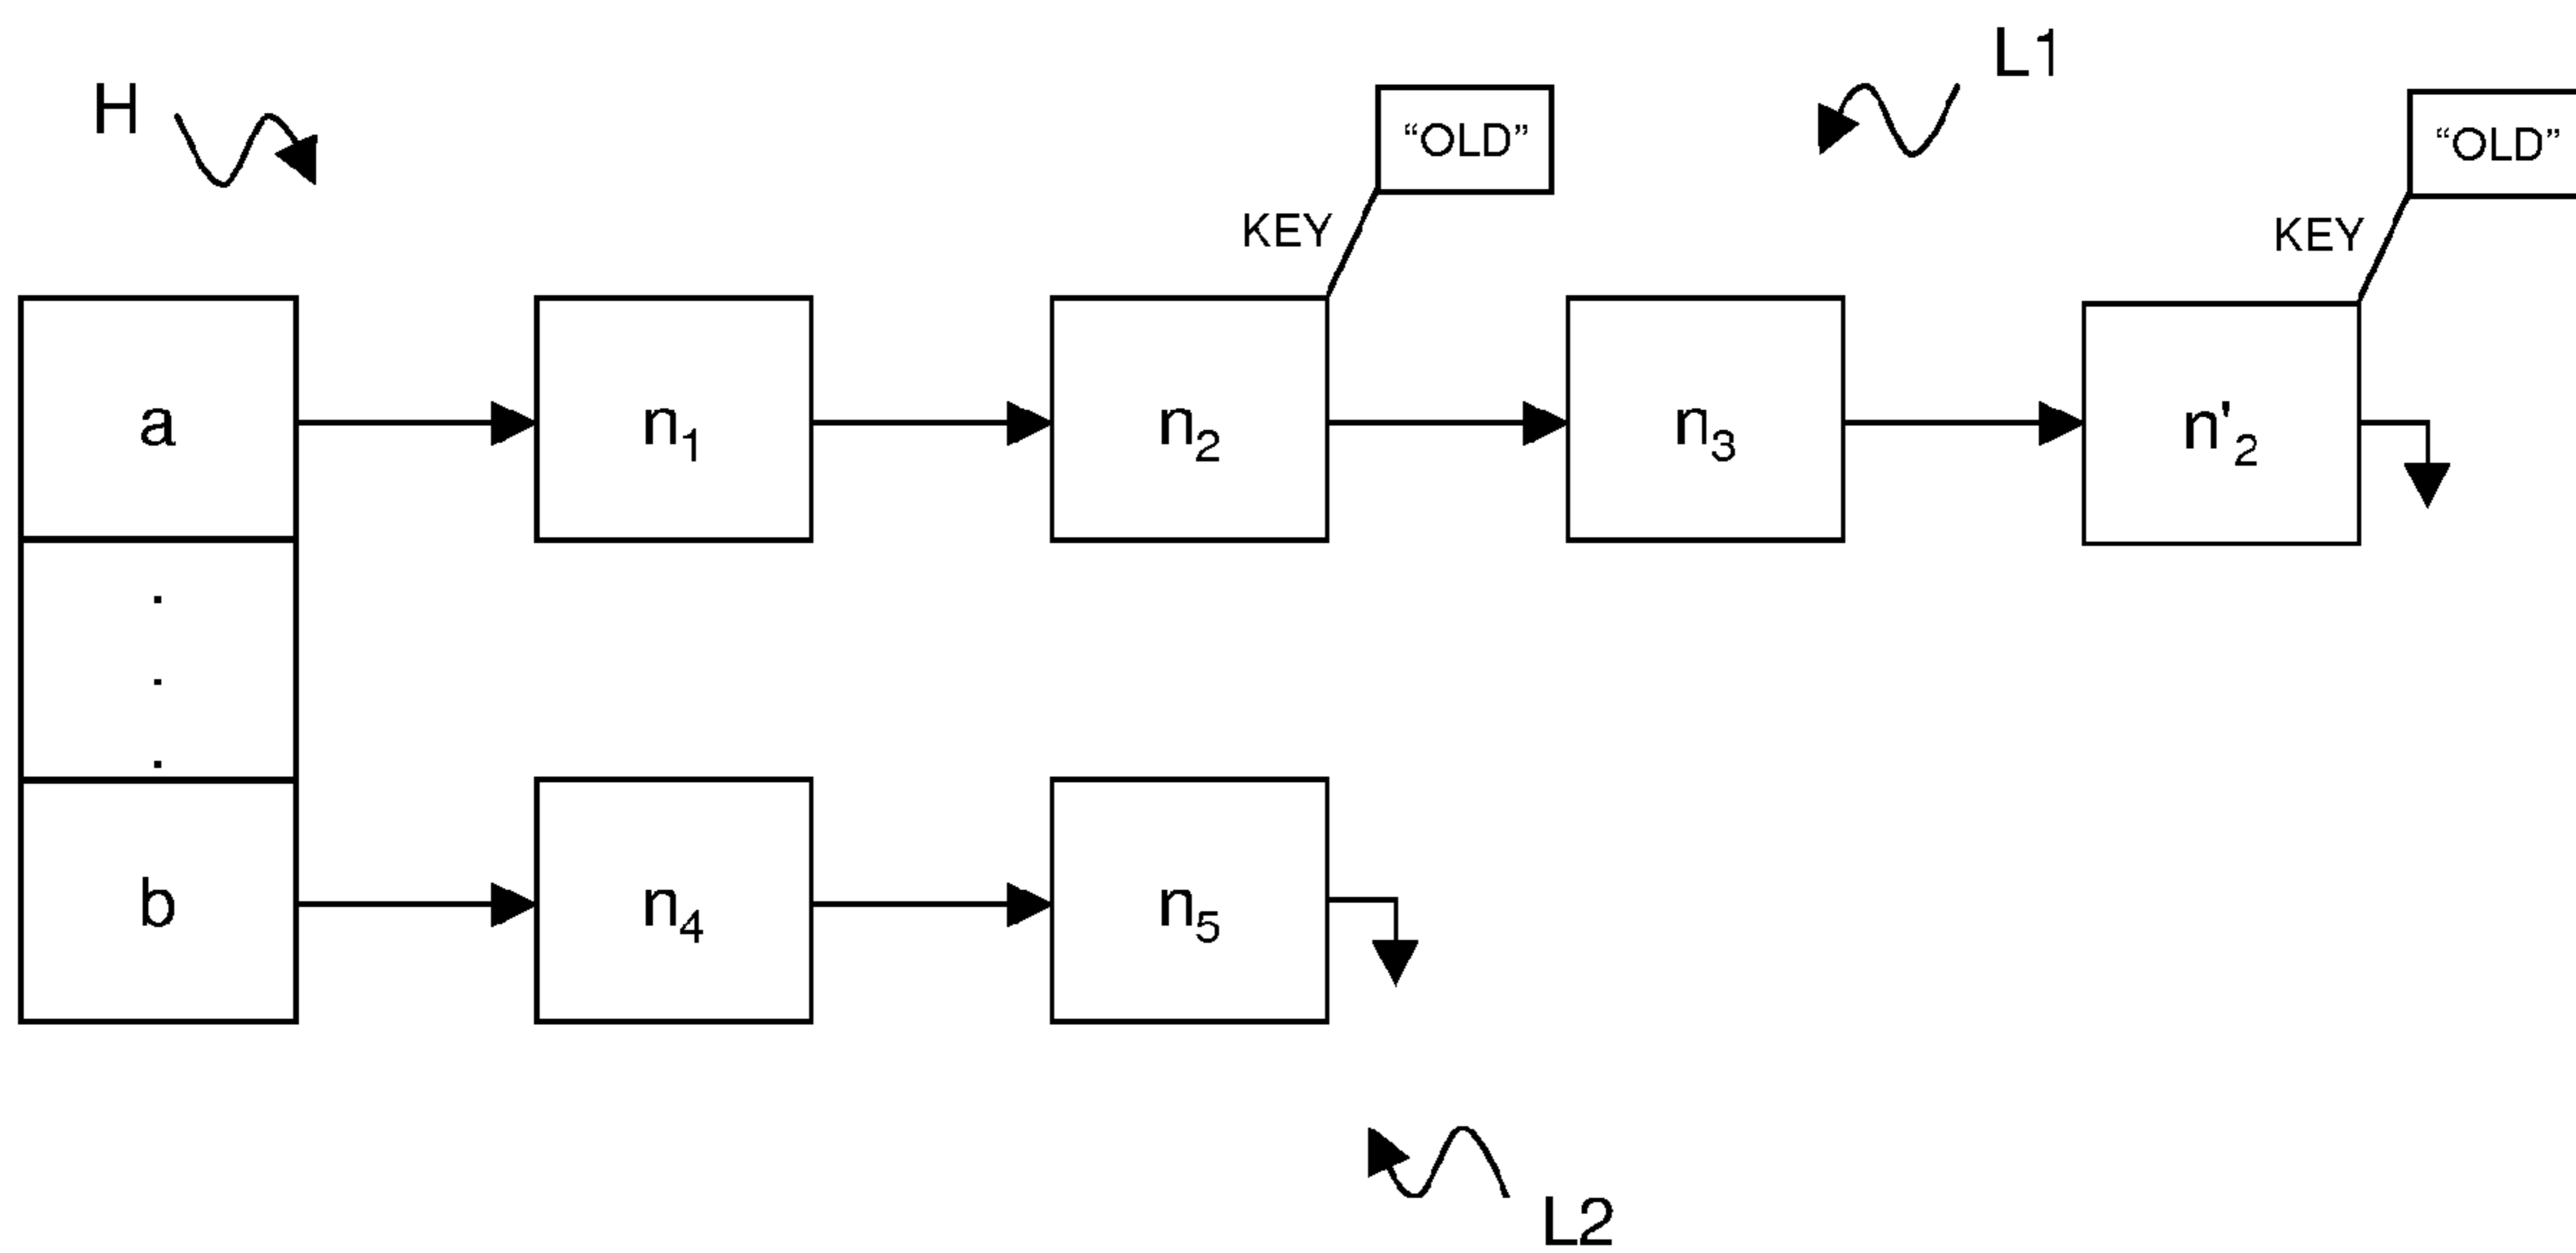 H
L1
“OLD”
“OLD”
KEY
KEY
a
n1
n2
n3
n'2
.
.
.
b
n4
n5
L2